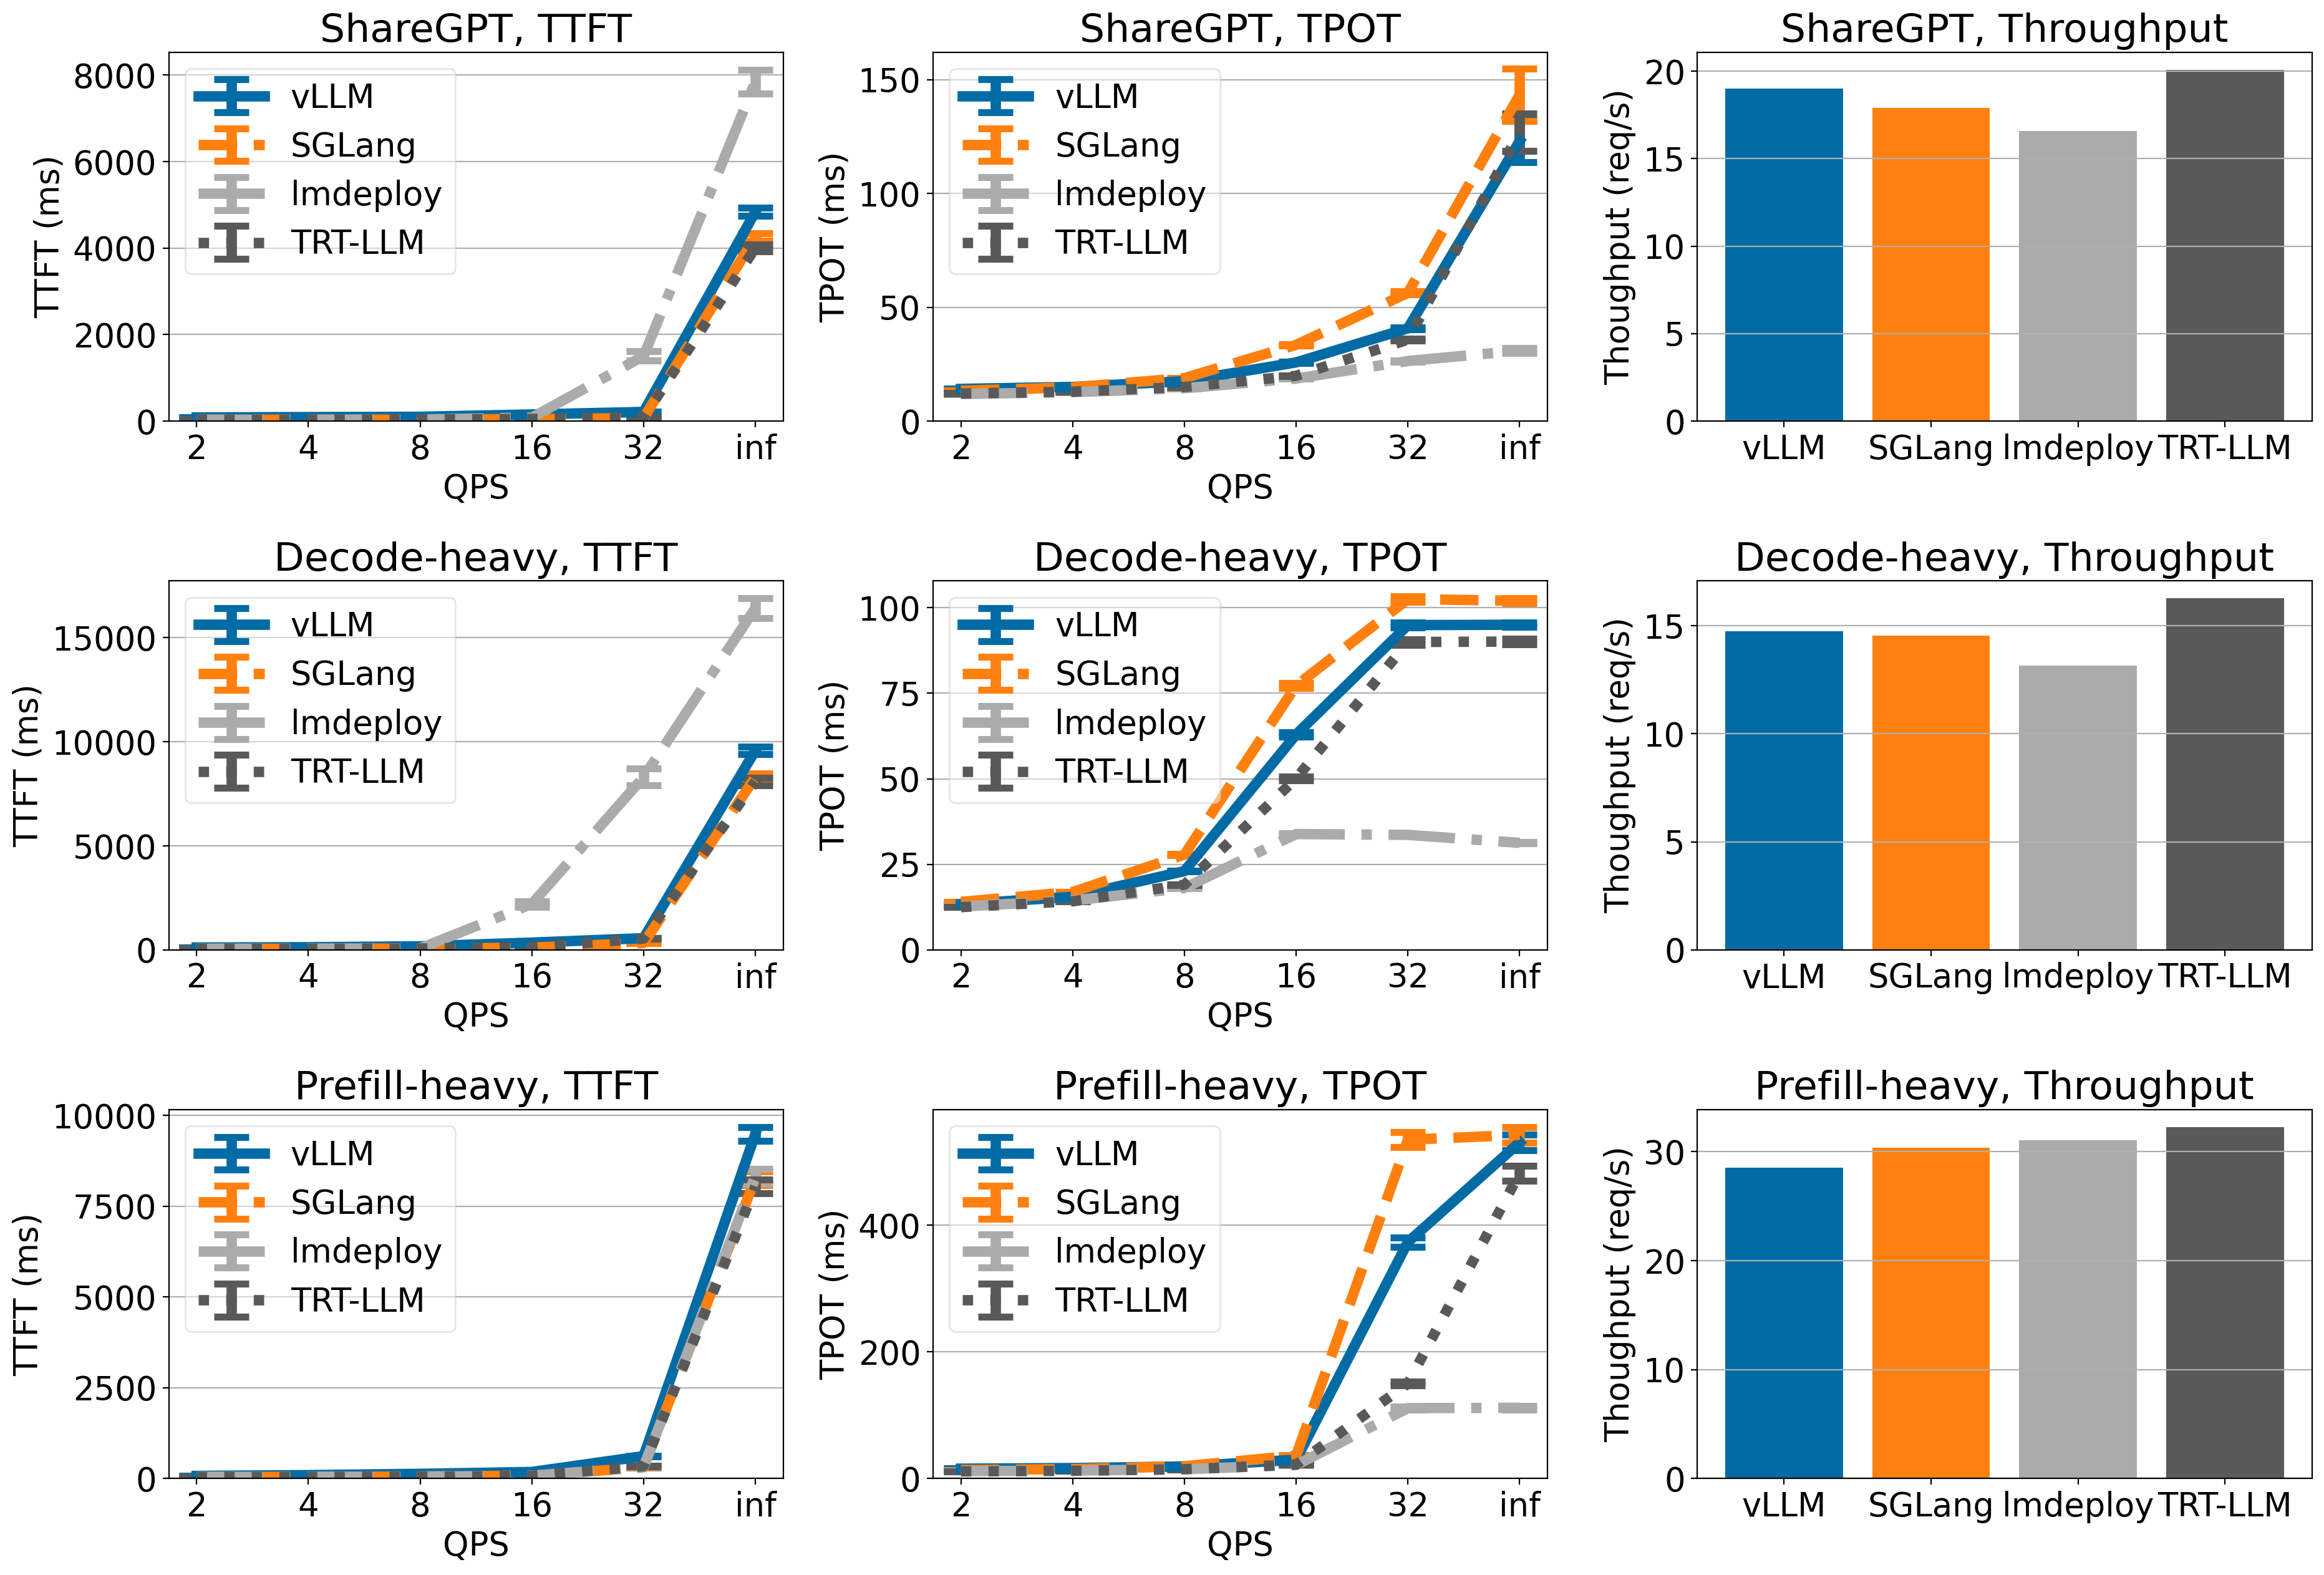 ShareGPT, TTFT
TTFT (ms)
8000
6000
4000
2000
0
vLLM
SGLang
lmdeploy
TRT-LLM
2 4 8 16 32 inf
QPS
ShareGPT, TPOT
TPOT (ms)
150
100
50
0
vLLM
SGLang
lmdeploy
TRT-LLM
2 4 8 16 32 inf
QPS
ShareGPT, Throughput
Thoughput (req/s)
20
15
10
5
0
vLLM SGLang lmdeploy TRT-LLM
Decode-heavy, TTFT
TTFT (ms)
15000
10000
5000
0
vLLM
SGLang
lmdeploy
TRT-LLM
2 4 8 16 32 inf
QPS
Decode-heavy, TPOT
TPOT (ms)
100
75
50
25
0
vLLM
SGLang
lmdeploy
TRT-LLM
2 4 8 16 32 inf
QPS
Decode-heavy, Throughput
Thoughput (req/s)
15
10
5
0
vLLM SGLang lmdeploy TRT-LLM
Prefill-heavy, TTFT
TTFT (ms)
10000
7500
5000
2500
0
vLLM
SGLang
lmdeploy
TRT-LLM
2 4 8 16 32 inf
QPS
Prefill-heavy, TPOT
TPOT (ms)
400
200
0
vLLM
SGLang
lmdeploy
TRT-LLM
2 4 8 16 32 inf
QPS
Prefill-heavy, Throughput
Thoughput (req/s)
30
20
10
0
vLLM SGLang lmdeploy TRT-LLM